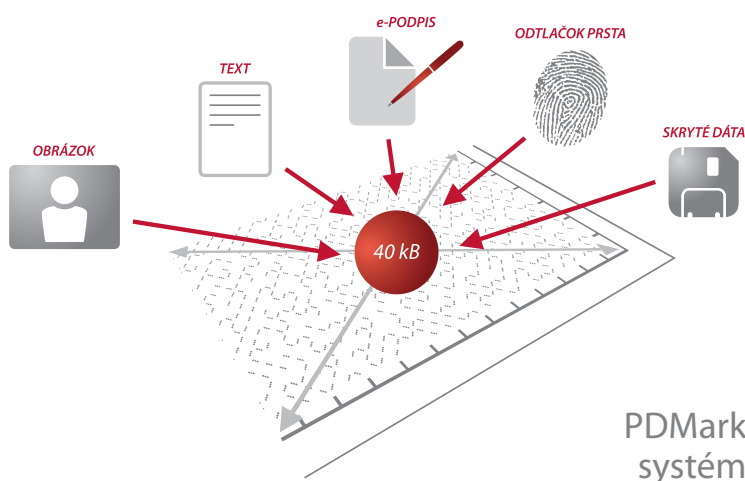 e-PODPIS
ODTLAČOK PRSTA
TEXT
SKRYTÉ DÁTA
OBRÁZOK
40 kB
PDMark
systém